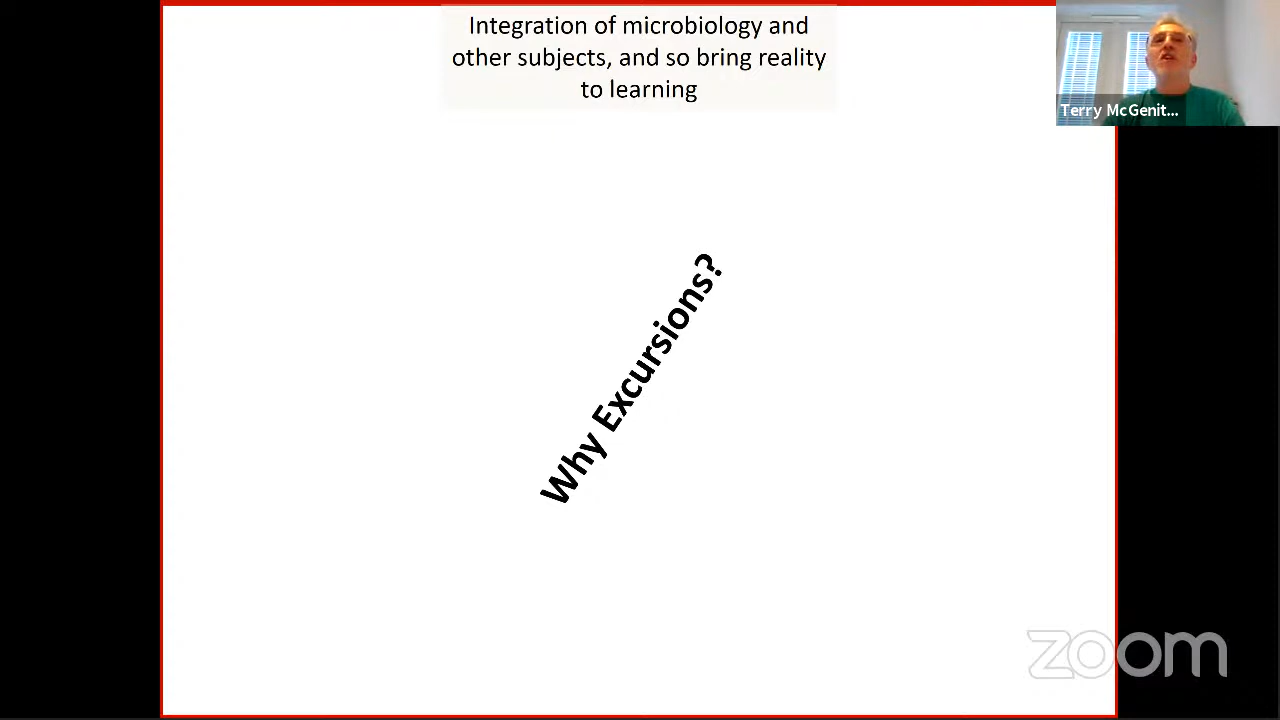 Integration of microbiology and
other subjects, and so bring reality
to learning
Terry McGenit...
Why Excursions?
zoom